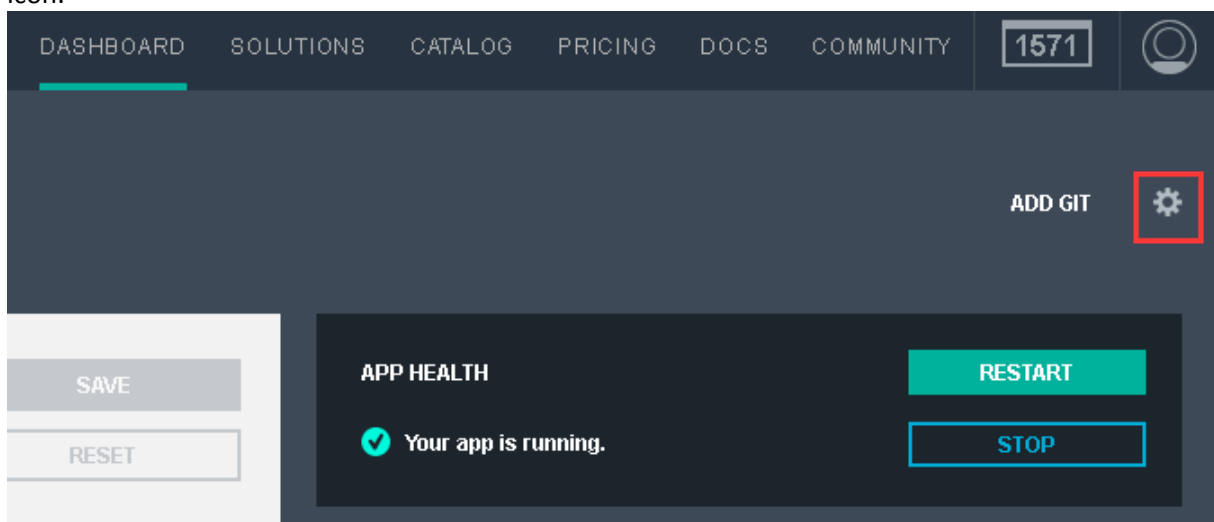 icon.
DASHBOARD SOLUTIONS CATALOG PRICING DOCS COMMUNITY 1571
ADD GIT
SAVE
RESET
APP HEALTH RESTART
Your app is running. STOP